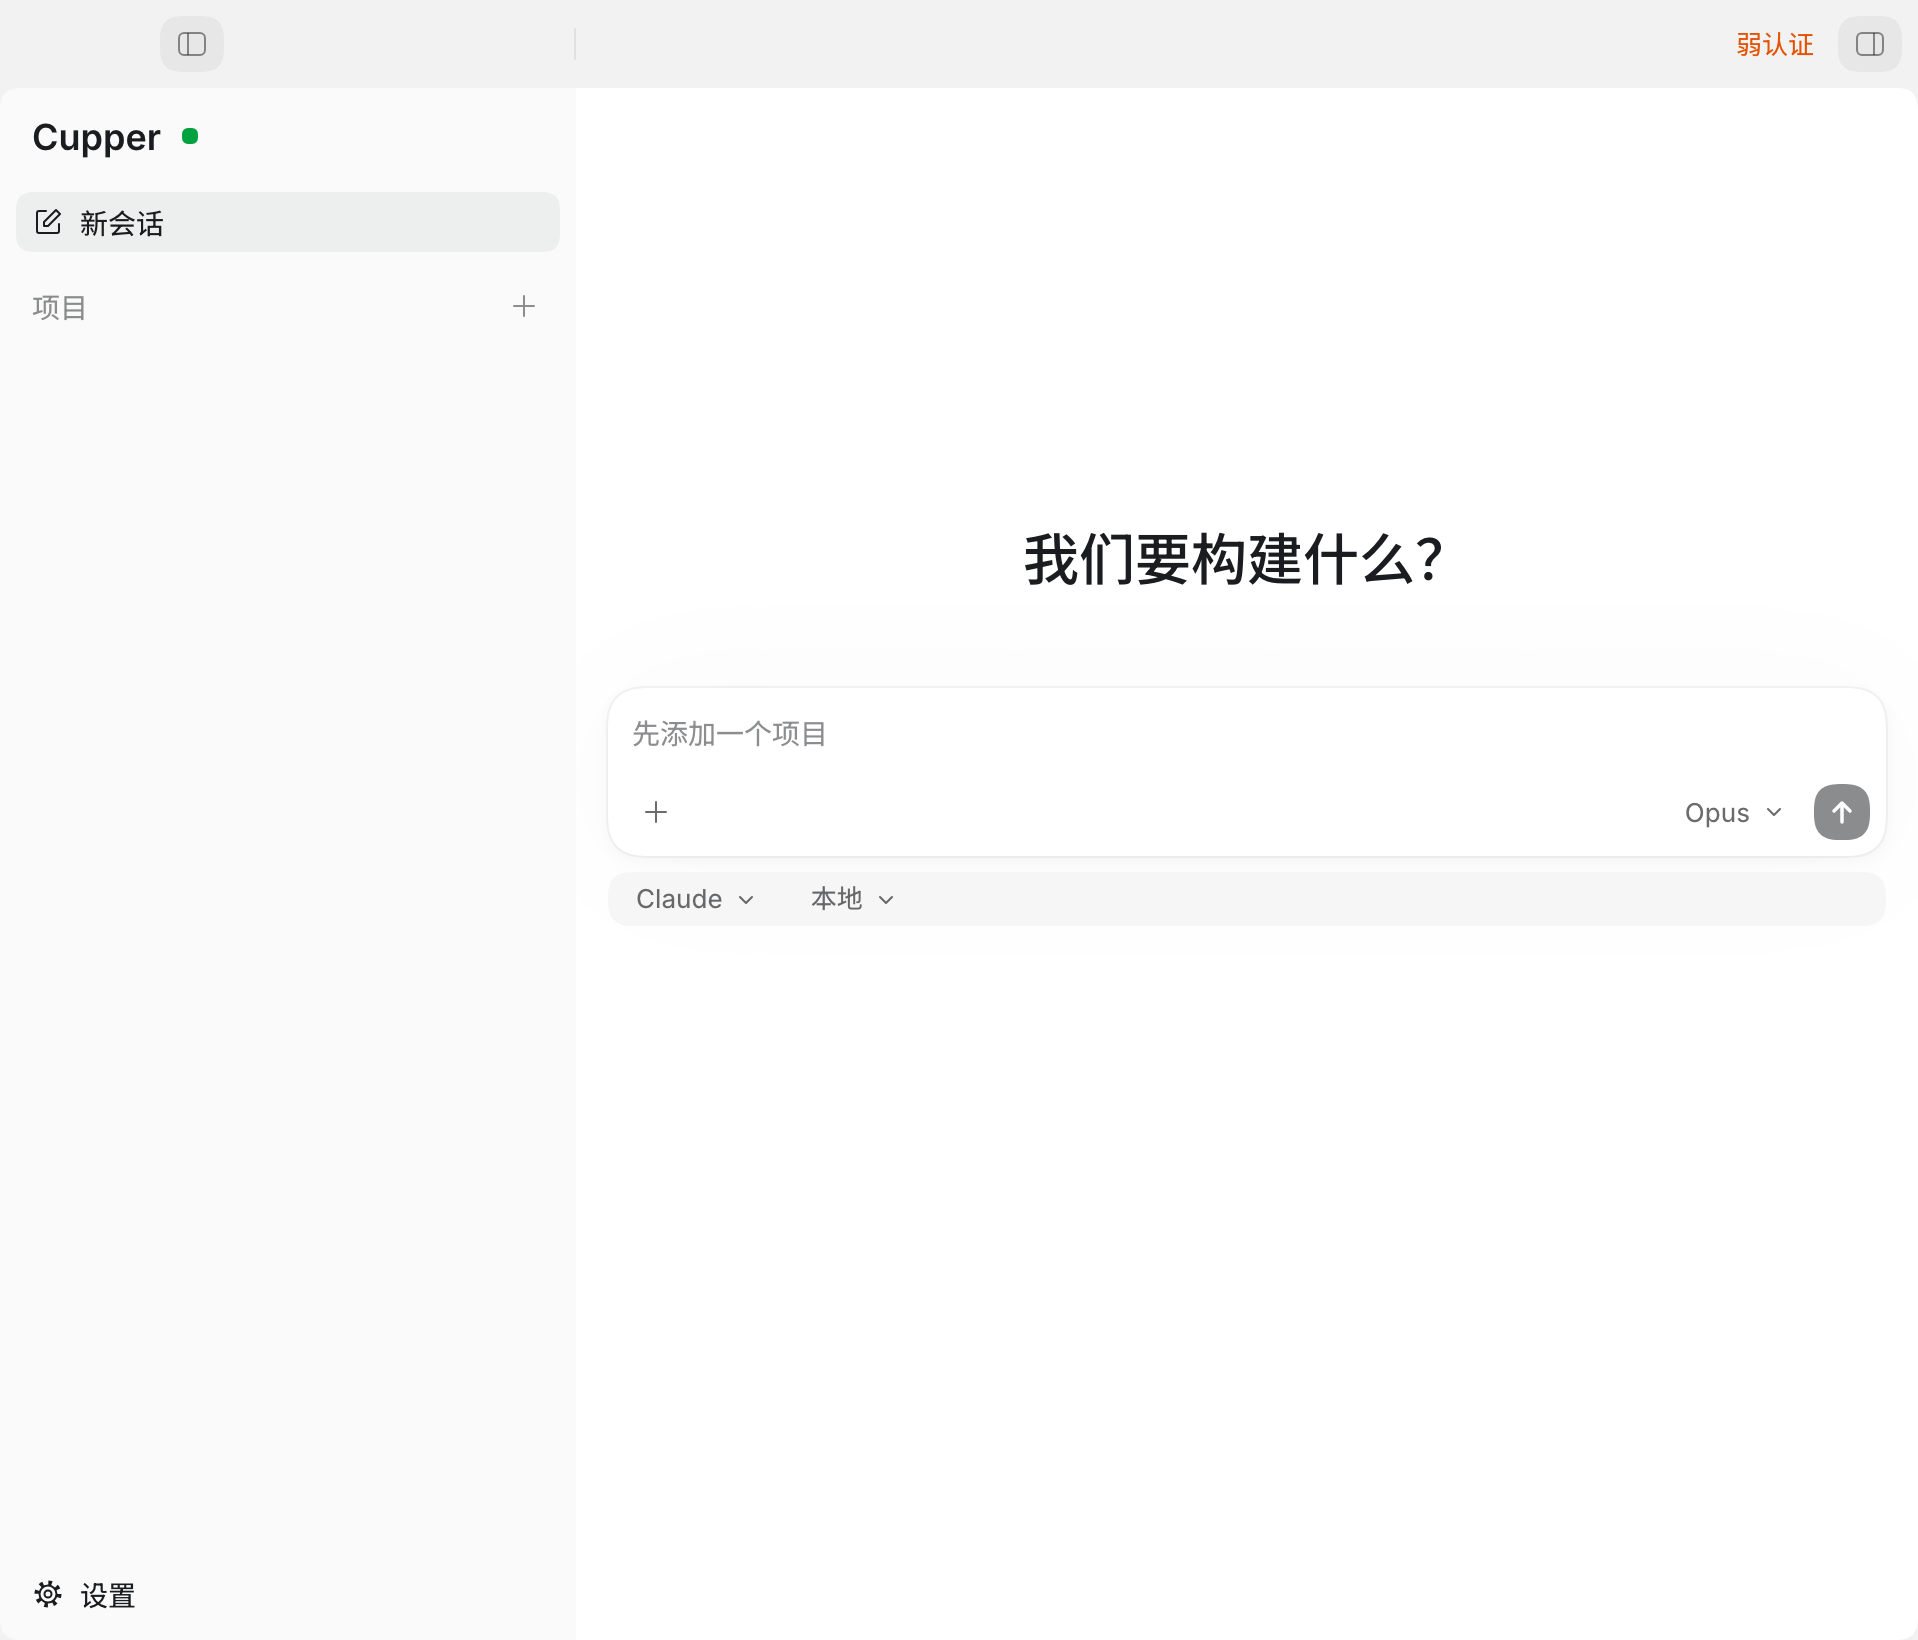 弱认证
Cupper
新会话
项目
我们要构建什么？
先添加一个项目
Opus
Claude
本地
设置